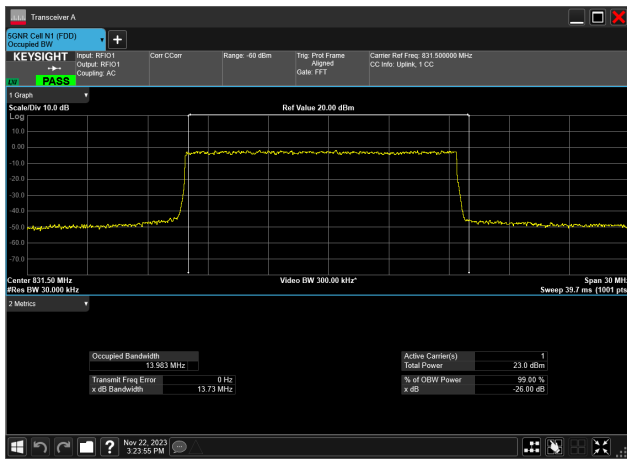 Transceiver A
5GNR Cell N1 (FDD)
Occupied BW
KEYSIGHT
Input: RFIO1
Output: RFIO1
Coupling: AC
Corr CCorr
Range: -60 dBm
Trig: Prot Frame
Aligned
Gate: FFT
Carrier Ref Freq: 831.500000 MHz
CC Info: Uplink, 1 CC
PASS
1 Graph
Scale/Div 10.0 dB
Ref Value 20.00 dBm
Log
10.0
0.00
-10.0
-20.0
-30.0
-40.0
-50.0
-60.0
-70.0
Center 831.50 MHz
Video BW 300.00 kHz*
Span 30 MHz
#Res BW 30.000 kHz
Sweep 39.7 ms (1001 pts
2 Metrics
Occupied Bandwidth
13.983 MHz
Active Carrier(s) 1
Total Power 23.0 dBm
Transmit Freq Error 0 Hz
x dB Bandwidth 13.73 MHz
% of OBW Power 99.00 %
x dB -26.00 dB
Nov 22, 2023
3:23:55 PM